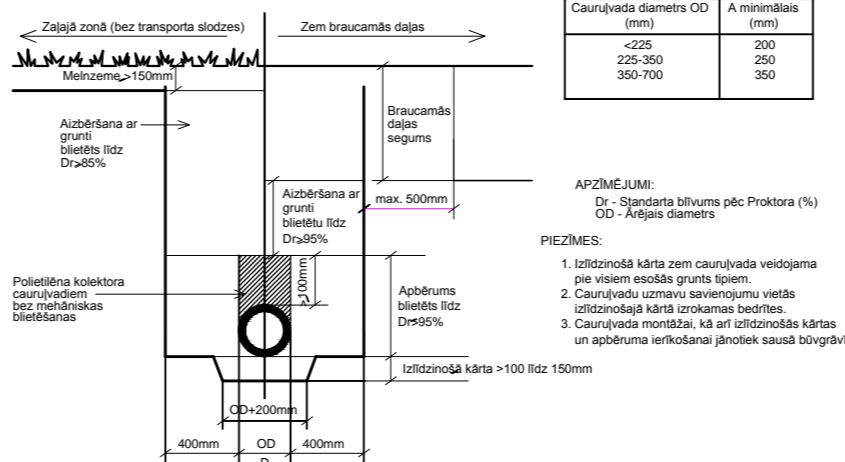 Zaļajā zonā (bez transporta slodzes)
Zem braucamās daļas
Melnzeme >150mm
Aizbēršana ar
grunti
blietēts līdz
Dr≥85%
Braucamās
daļas
segums
Aizbēršana ar
grunti
blietētu līdz
Dr≥95%
max. 500mm
Polietilēna kolektora
cauruļvadiem
bez mehāniskas
blietēšanas
>100mm
Apbērums
blietēts līdz
Dr≤95%
Izlīdzinošā kārta >100 līdz 150mm
OD+200mm
400mm
OD
400mm
Cauruļvada diametrs OD
(mm)
A minimālais
(mm)
<225
200
225-350
250
350-700
350
APZĪMĒJUMI:
Dr - Standarta blīvums pēc Proktora (%)
OD - Ārējais diametrs
PIEZĪMES:
1. Izlīdzinošā kārta zem cauruļvada veidojama
pie visiem esošās grunts tipiem.
2. Cauruļvadu uzmavu savienojumu vietās
izlīdzinošajā kārtā izrokamas bedrītes.
3. Cauruļvada montāžai, kā arī izlīdzinošās kārtas
un apbēruma ierīkošanai jānotiek sausā būvgrāvī